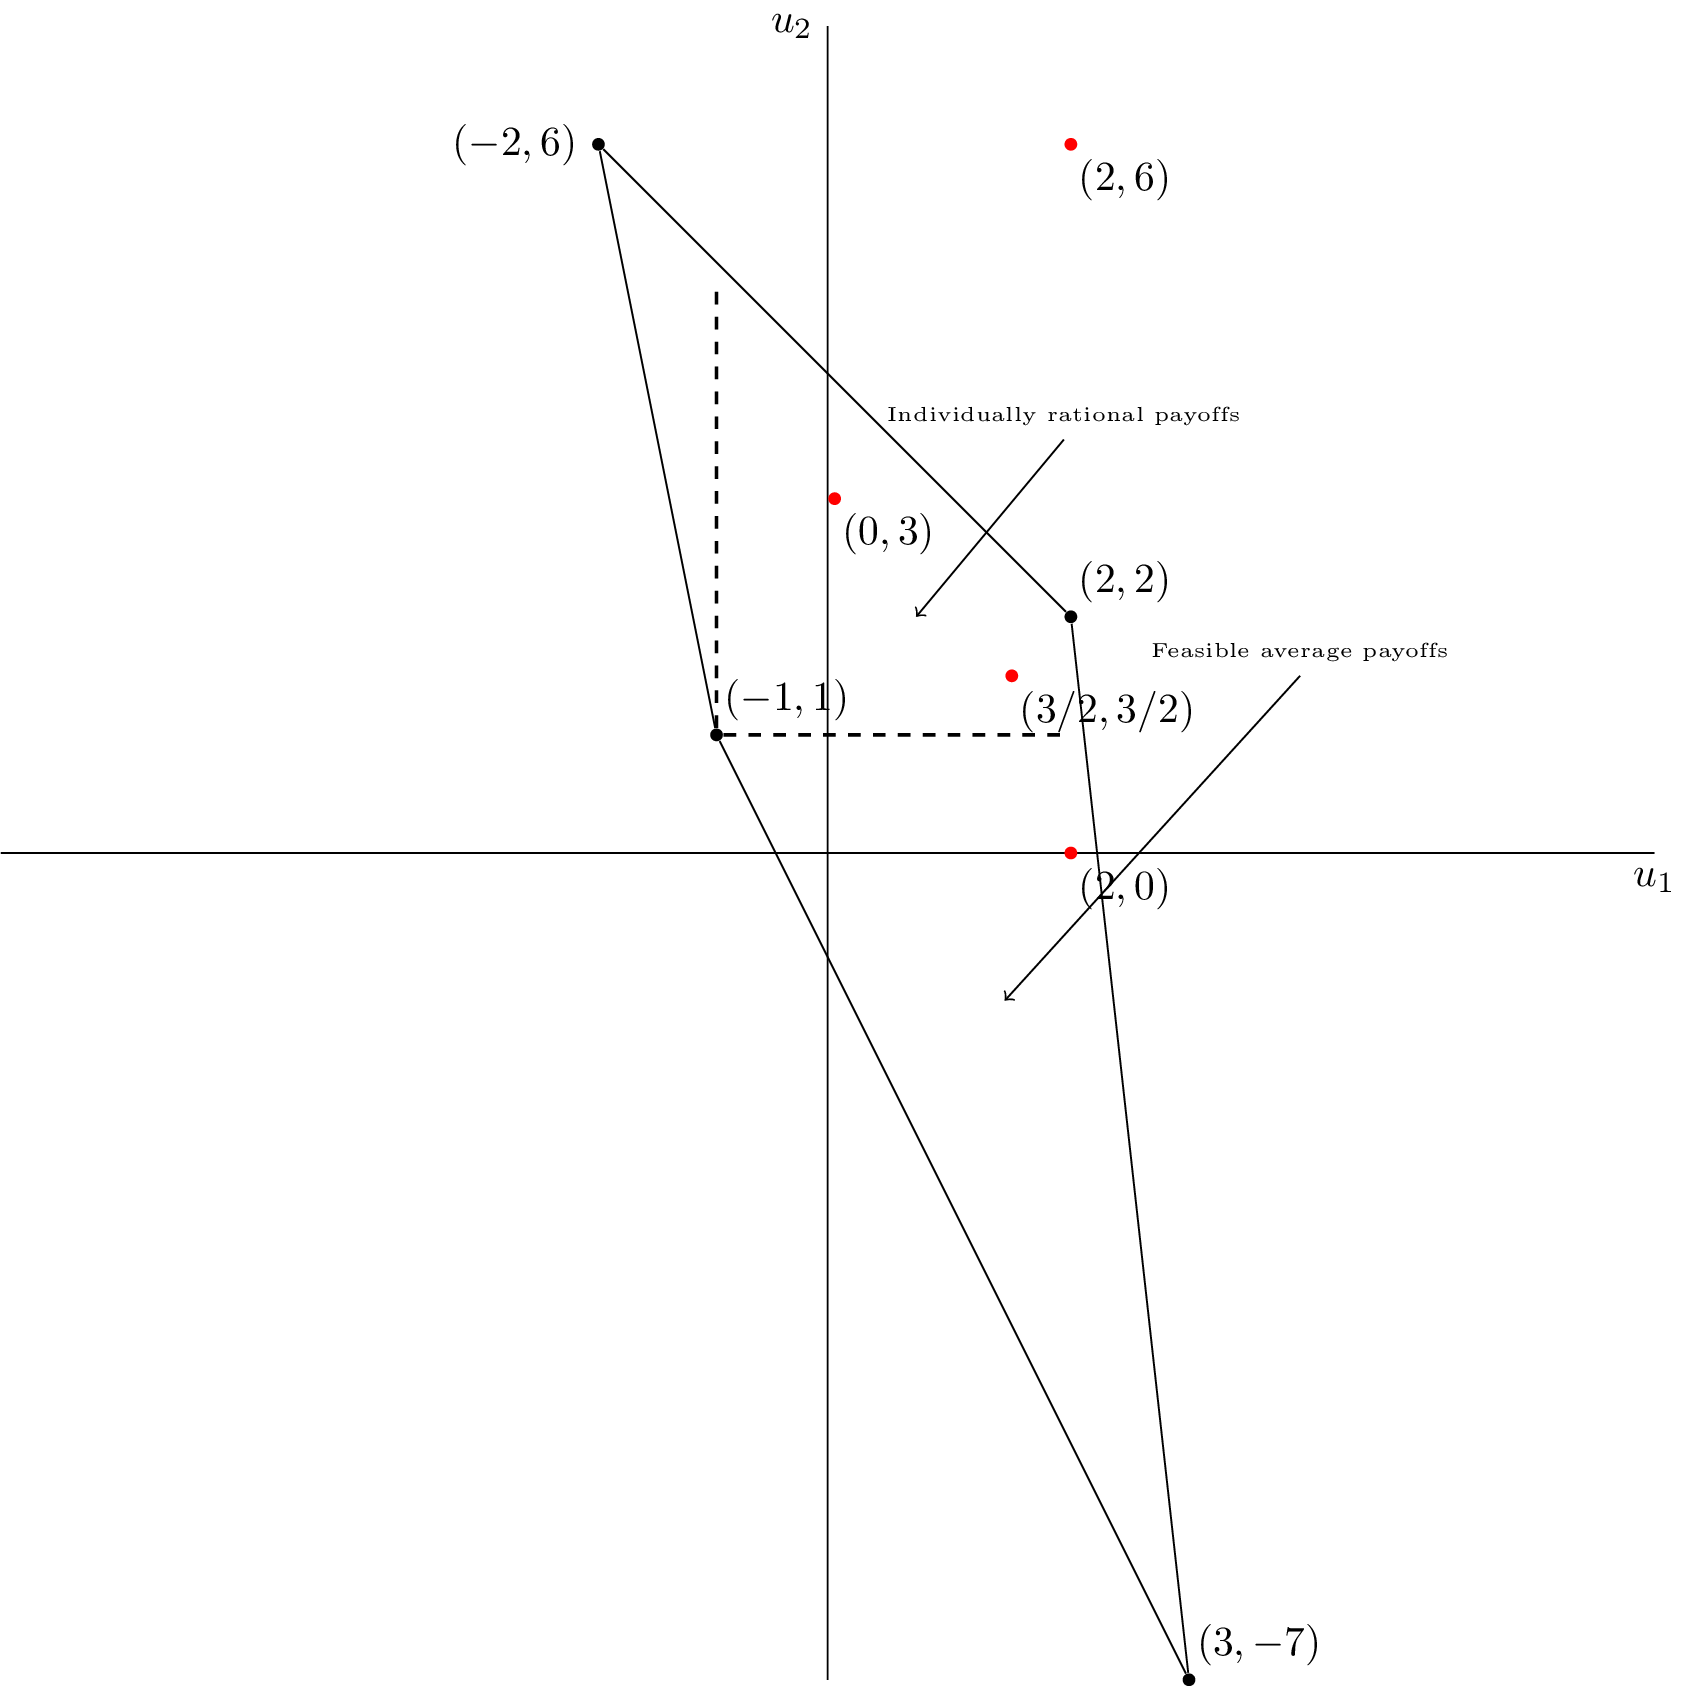 u₂
(−2, 6)
(2, 6)
Individually rational payoffs
(0, 3)
(2, 2)
Feasible average payoffs
(−1, 1)
(3/2, 3/2)
u₁
(2, 0)
(3, −7)